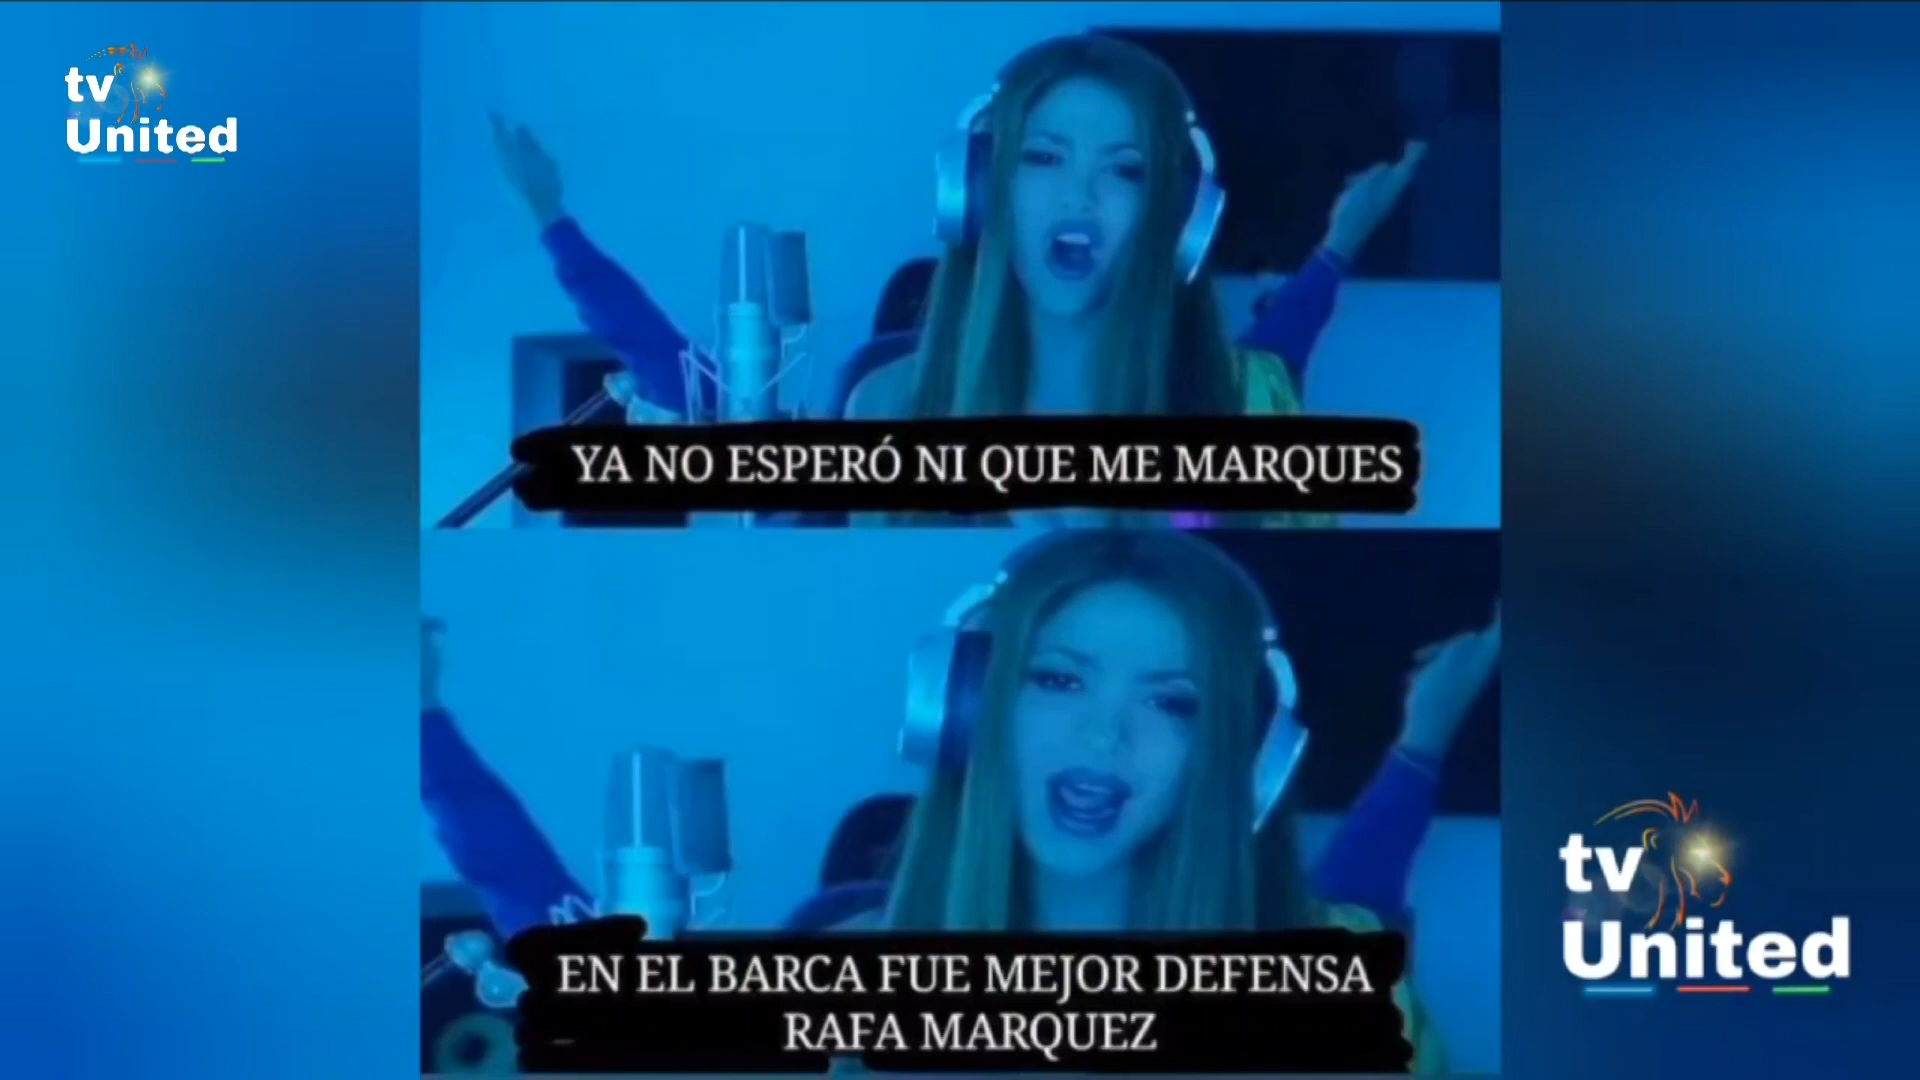 tv
United
YA NO ESPERÓ NI QUE ME MARQUES
EN EL BARCA FUE MEJOR DEFENSA
RAFA MARQUEZ
tv
United